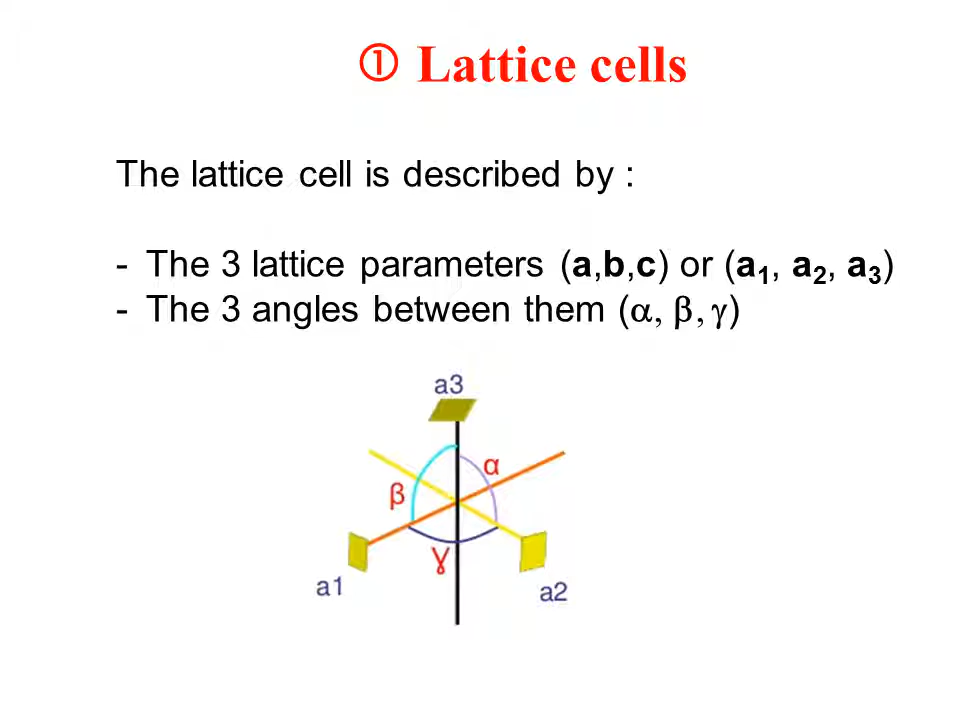 ① Lattice cells
The lattice cell is described by :
- The 3 lattice parameters (a,b,c) or (a₁, a₂, a₃)
- The 3 angles between them (α, β, γ)
a3
α
β
γ
a1
a2